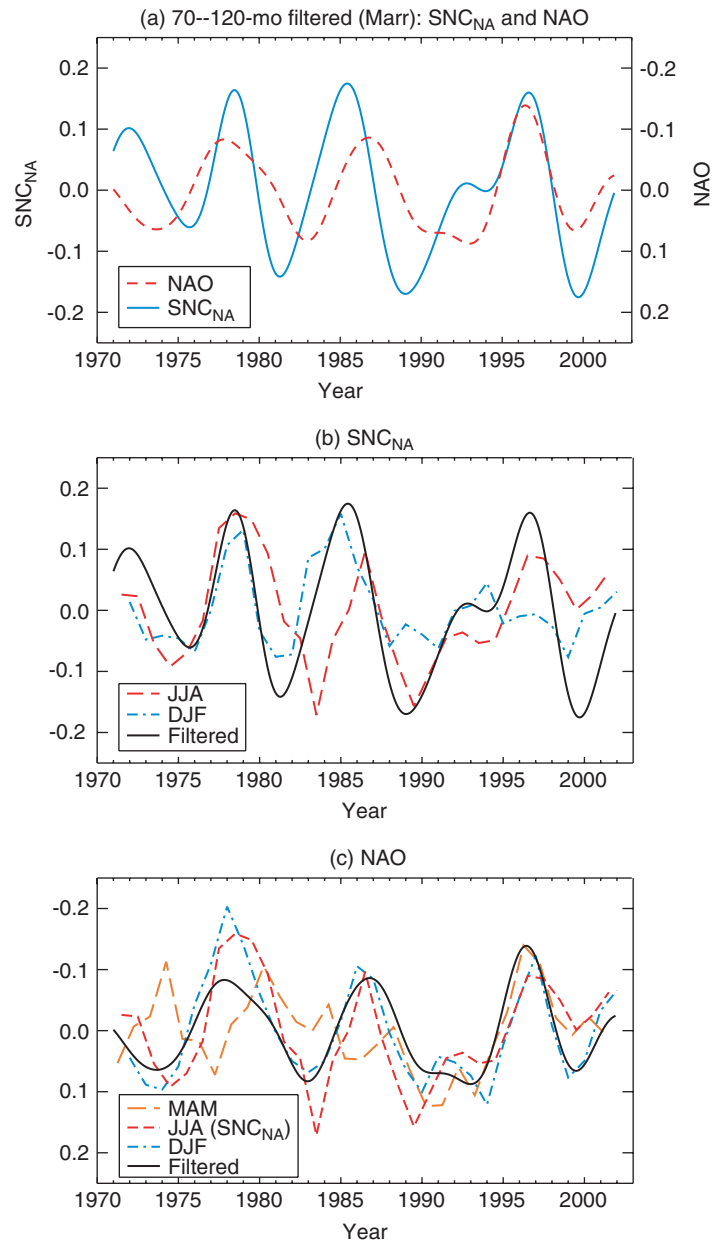 (a) 70--120-mo filtered (Marr): SNC_NA and NAO
0.2
0.1
0.0
-0.1
-0.2
SNC_NA
-0.2
-0.1
0.0
0.1
0.2
NAO
NAO
SNC_NA
1970 1975 1980 1985 1990 1995 2000
Year
(b) SNC_NA
0.2
0.1
0.0
-0.1
-0.2
JJA
DJF
Filtered
1970 1975 1980 1985 1990 1995 2000
Year
(c) NAO
-0.2
-0.1
0.0
0.1
0.2
MAM
JJA (SNC_NA)
DJF
Filtered
1970 1975 1980 1985 1990 1995 2000
Year